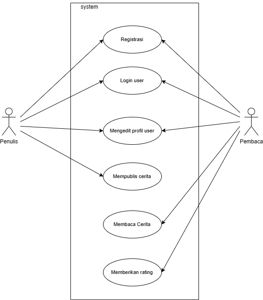 system
Registrasi
Login user
Penulis
Pembaca
Mengedit profil user
Mempublis cerita
Membaca Cerita
Memberikan rating